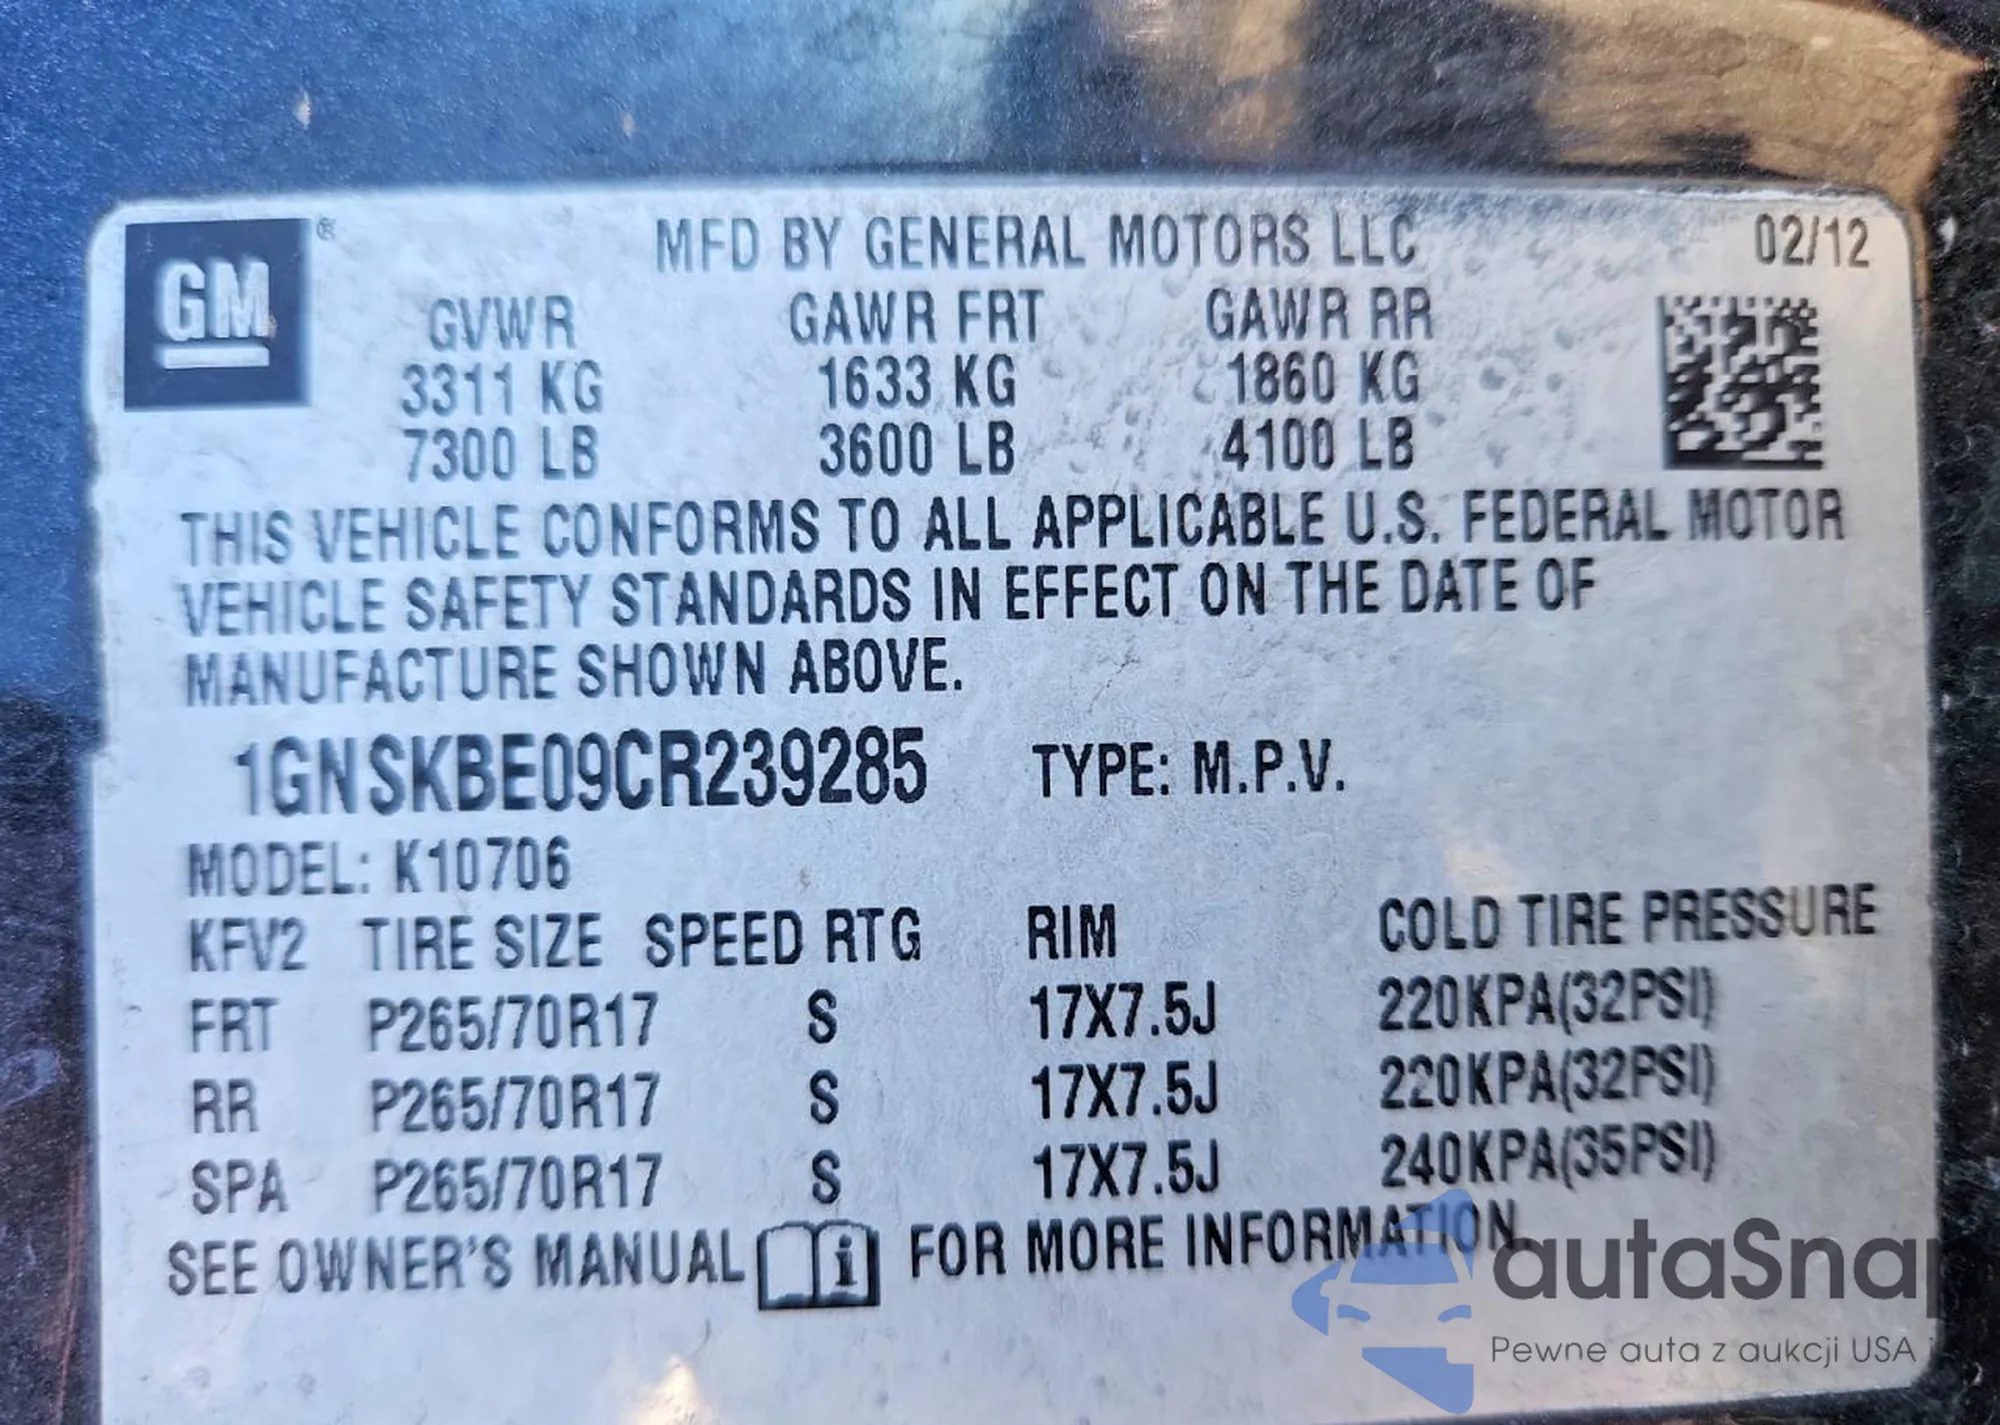 GM ®
MFD BY GENERAL MOTORS LLC 02/12
GVWR GAWR FRT GAWR RR
3311 KG 1633 KG 1860 KG
7300 LB 3600 LB 4100 LB
THIS VEHICLE CONFORMS TO ALL APPLICABLE U.S. FEDERAL MOTOR
VEHICLE SAFETY STANDARDS IN EFFECT ON THE DATE OF
MANUFACTURE SHOWN ABOVE.
1GNSKBE09CR239285 TYPE: M.P.V.
MODEL: K10706
KFV2 TIRE SIZE SPEED RTG RIM COLD TIRE PRESSURE
FRT P265/70R17 S 17X7.5J 220KPA(32PSI)
RR P265/70R17 S 17X7.5J 220KPA(32PSI)
SPA P265/70R17 S 17X7.5J 240KPA(35PSI)
SEE OWNER'S MANUAL i FOR MORE INFORMATION.
autaSnap
Pewne auta z aukcji USA i